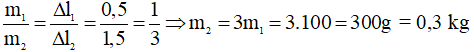 m₁/m₂ = Δl₁/Δl₂ = 0,5/1,5 = 1/3 ⇒ m₂ = 3m₁ = 3.100 = 300g = 0,3 kg